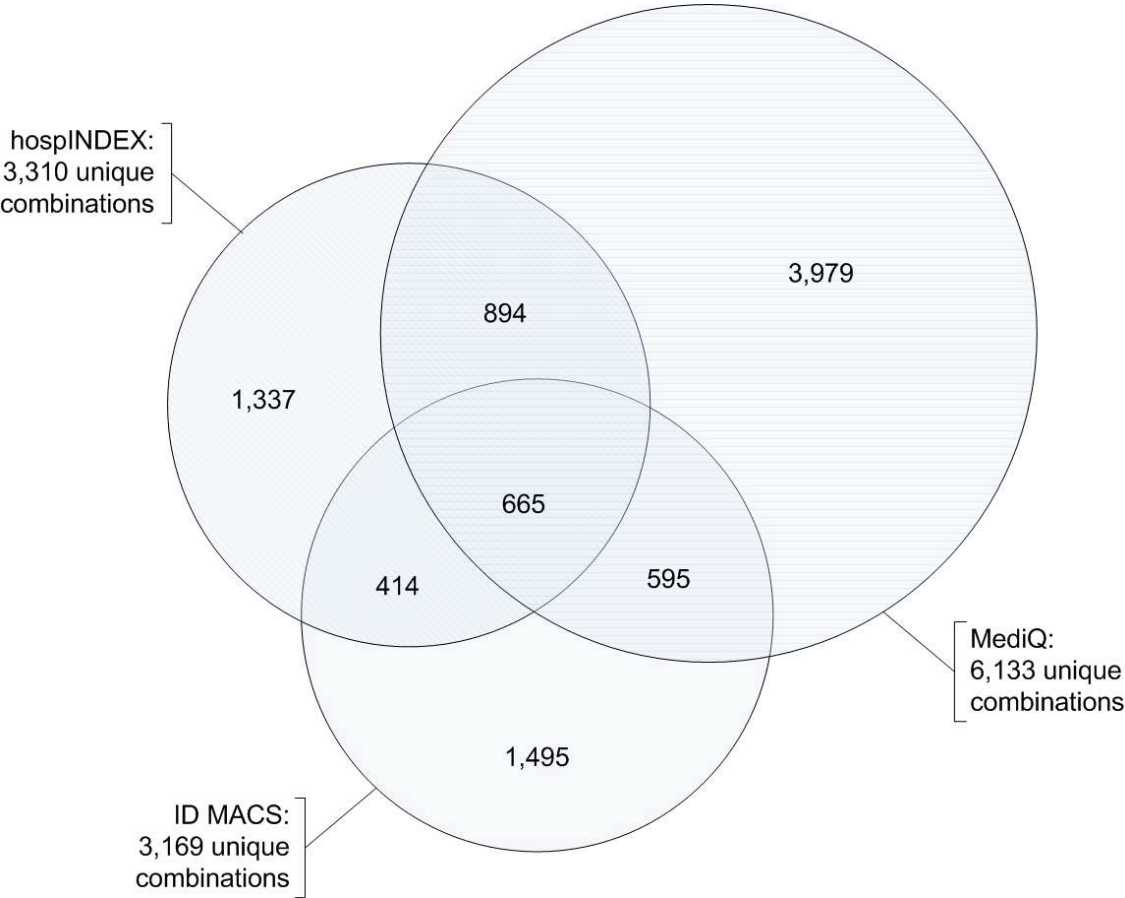 hospINDEX:
3,310 unique
combinations
3,979
894
1,337
665
414
595
MediQ:
6,133 unique
combinations
1,495
ID MACS:
3,169 unique
combinations